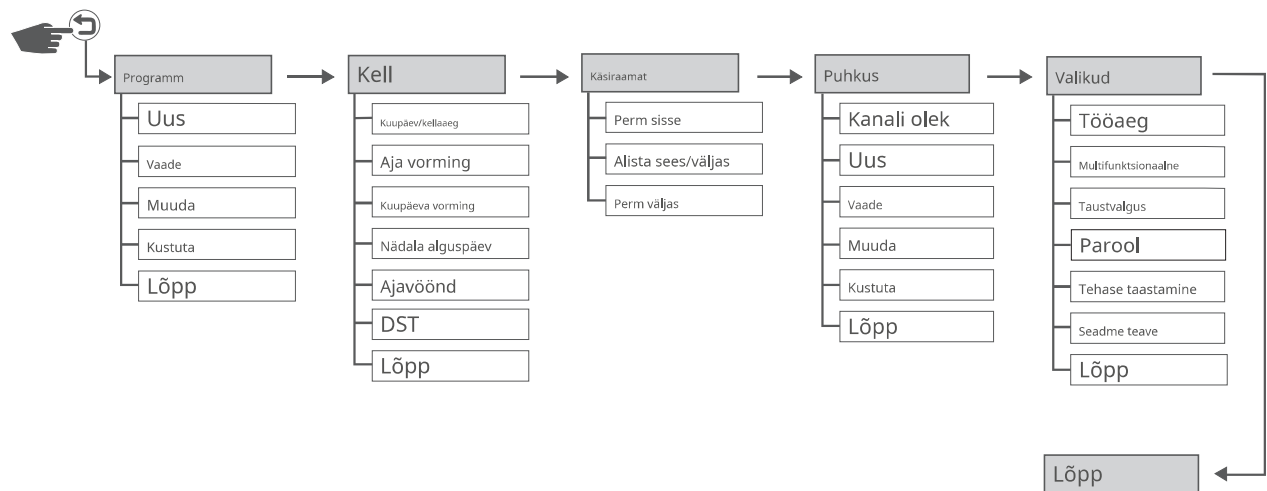 Programm
Uus
Vaade
Muuda
Kustuta
Lõpp
Kell
Kuupäev/kellaaeg
Aja vorming
Kuupäeva vorming
Nädala alguspäev
Ajavöönd
DST
Lõpp
Käsiraamat
Perm sisse
Alista sees/väljas
Perm väljas
Puhkus
Kanali olek
Uus
Vaade
Muuda
Kustuta
Lõpp
Valikud
Tööaeg
Multifunktsionaalne
Taustvalgus
Parool
Tehase taastamine
Seadme teave
Lõpp
Lõpp